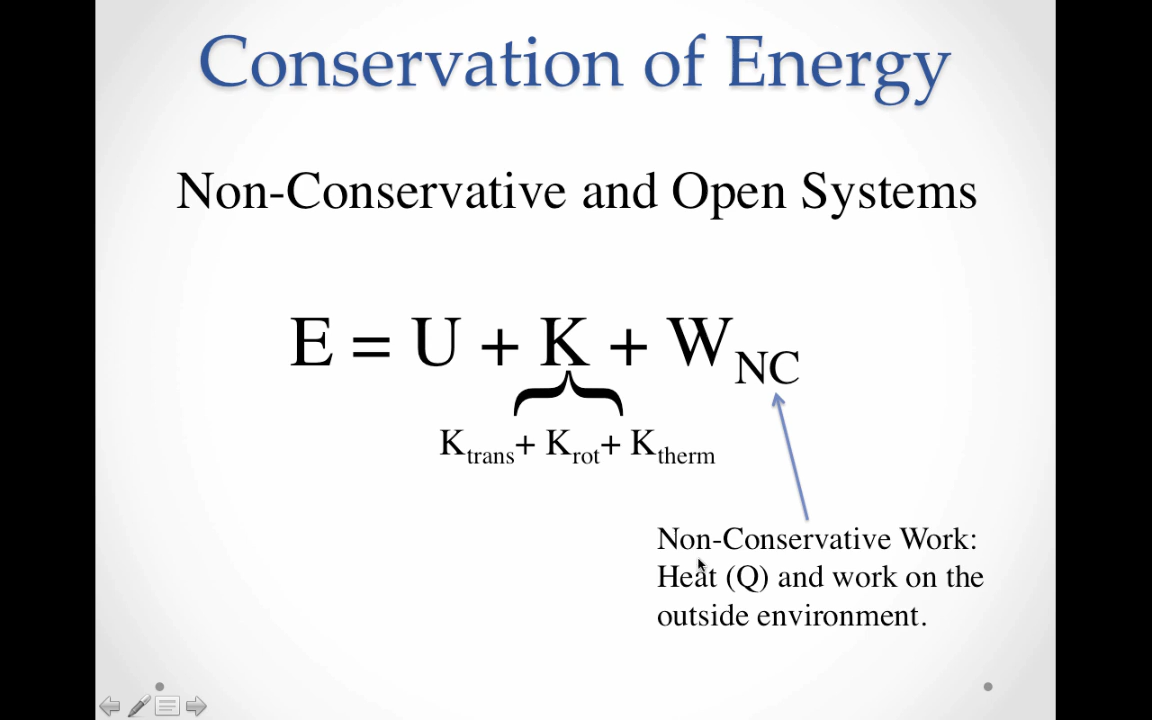 Conservation of Energy
Non-Conservative and Open Systems
E = U + K + W_NC
K_trans+ K_rot+ K_therm
Non-Conservative Work:
Heat (Q) and work on the
outside environment.